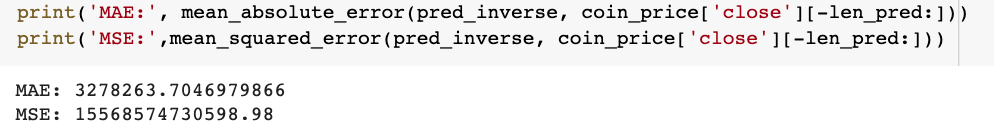 print('MAE:', mean_absolute_error(pred_inverse, coin_price['close'][-len_pred:]))
print('MSE:',mean_squared_error(pred_inverse, coin_price['close'][-len_pred:]))
MAE: 3278263.7046979866
MSE: 15568574730598.98